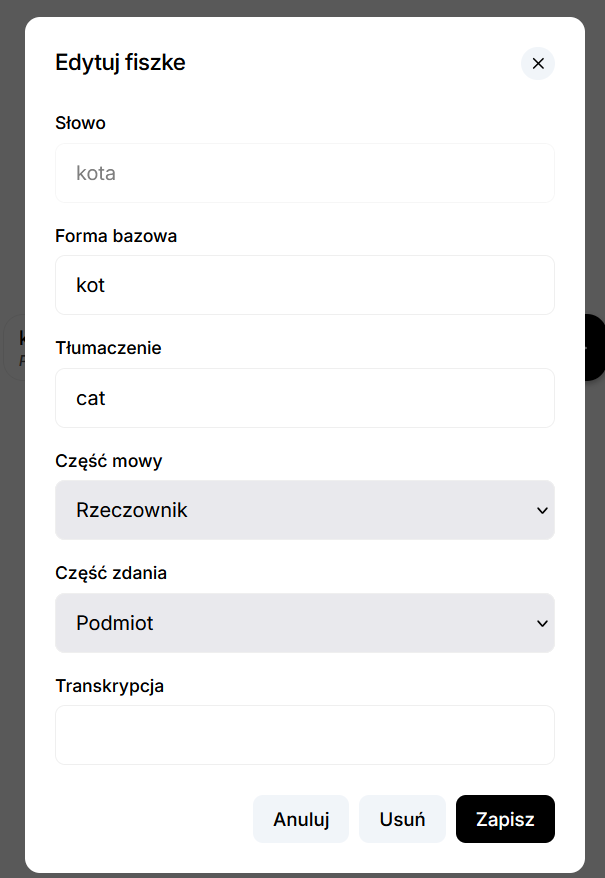 Edytuj fiszke
Słowo
kota
Forma bazowa
kot
Tłumaczenie
cat
Część mowy
Rzeczownik
Część zdania
Podmiot
Transkrypcja
Anuluj Usuń Zapisz